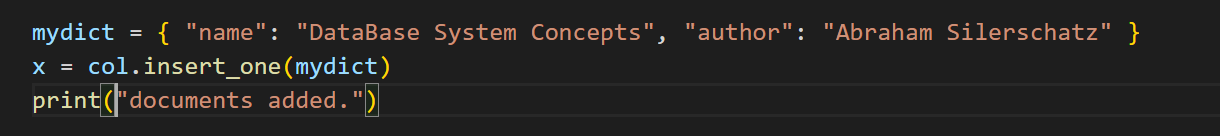 mydict = { "name": "DataBase System Concepts", "author": "Abraham Silerschatz" }
x = col.insert_one(mydict)
print("documents added.")